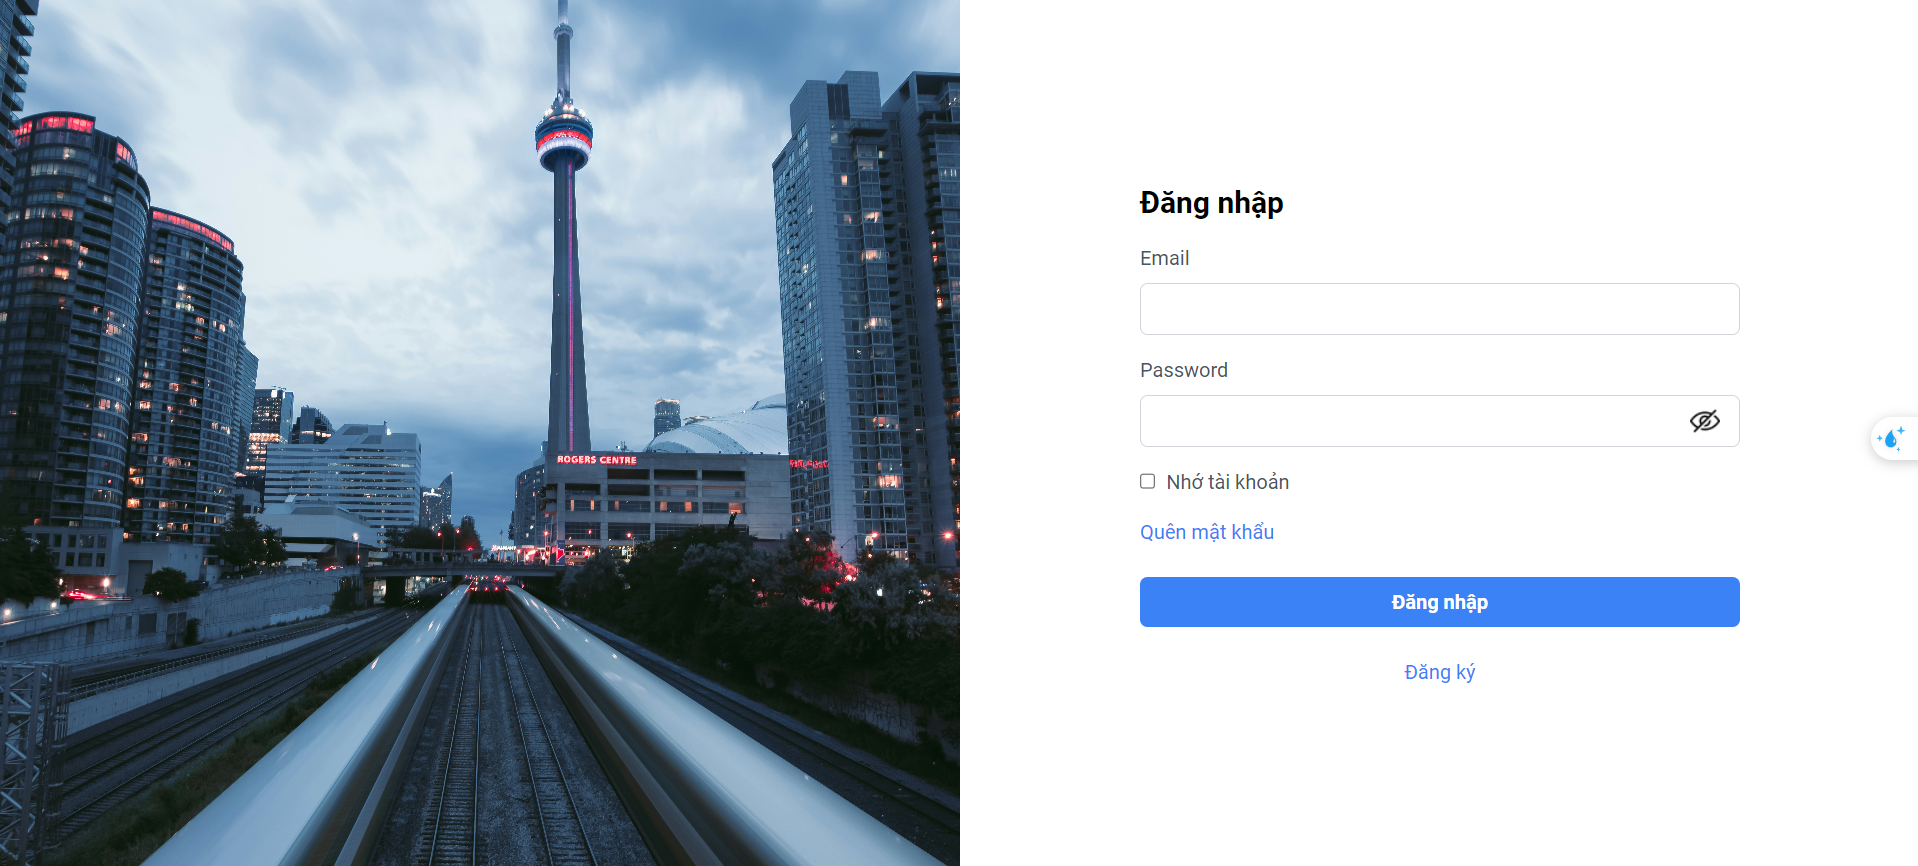 ROGERS CENTRE
Đăng nhập
Email
Password
Nhớ tài khoản
Quên mật khẩu
Đăng nhập
Đăng ký